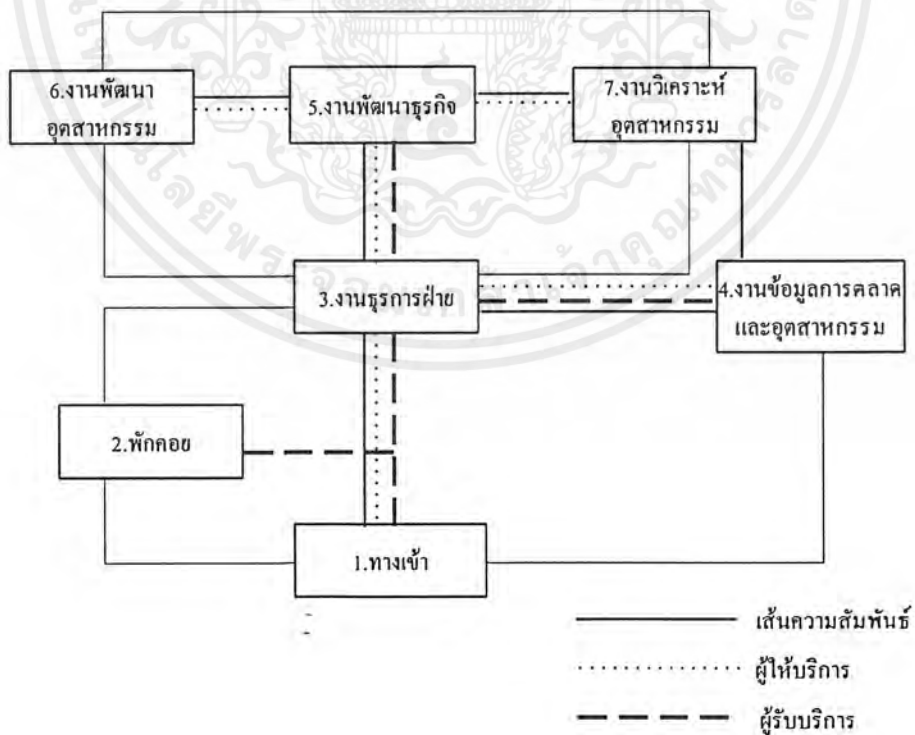 6.งานพัฒนา
อุตสาหกรรม
5.งานพัฒนาธุรกิจ
7.งานวิเคราะห์
อุตสาหกรรม
3.งานธุรการฝ่าย
4.งานข้อมูลการตลาด
และอุตสาหกรรม
2.พักคอย
1.ทางเข้า
เส้นความสัมพันธ์
ผู้ให้บริการ
ผู้รับบริการ